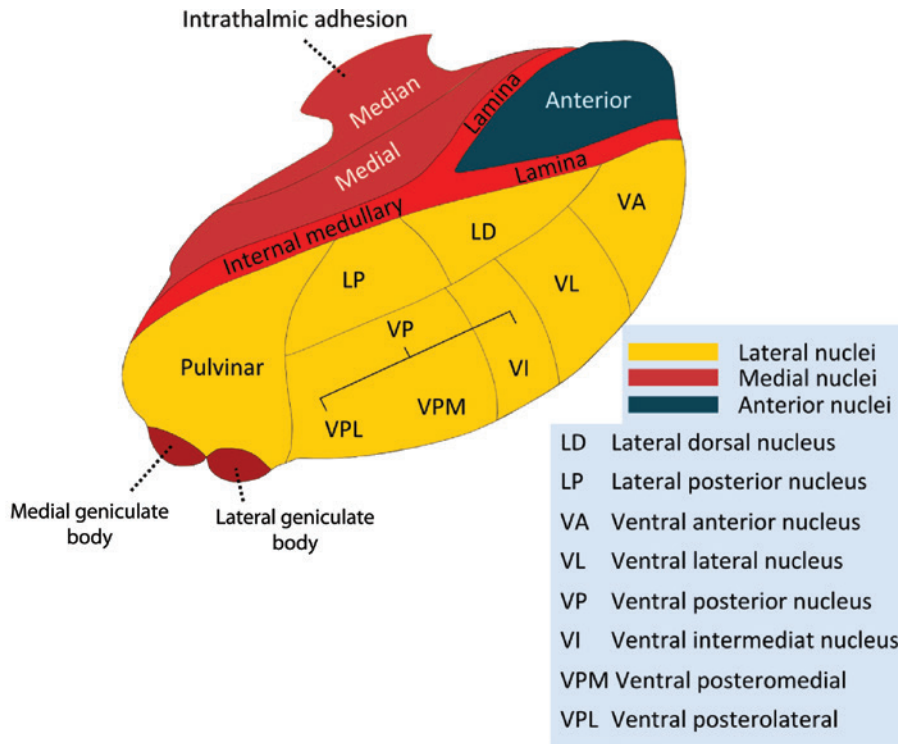 Intrathalmic adhesion
Median
Lamina
Anterior
Medial
Lamina
Internal medullary
VA
LD
LP
VL
VP
Pulvinar
VI
VPM
VPL
Medial geniculate
body
Lateral geniculate
body
Lateral nuclei
Medial nuclei
Anterior nuclei
LD Lateral dorsal nucleus
LP Lateral posterior nucleus
VA Ventral anterior nucleus
VL Ventral lateral nucleus
VP Ventral posterior nucleus
VI Ventral intermediat nucleus
VPM Ventral posteromedial
VPL Ventral posterolateral